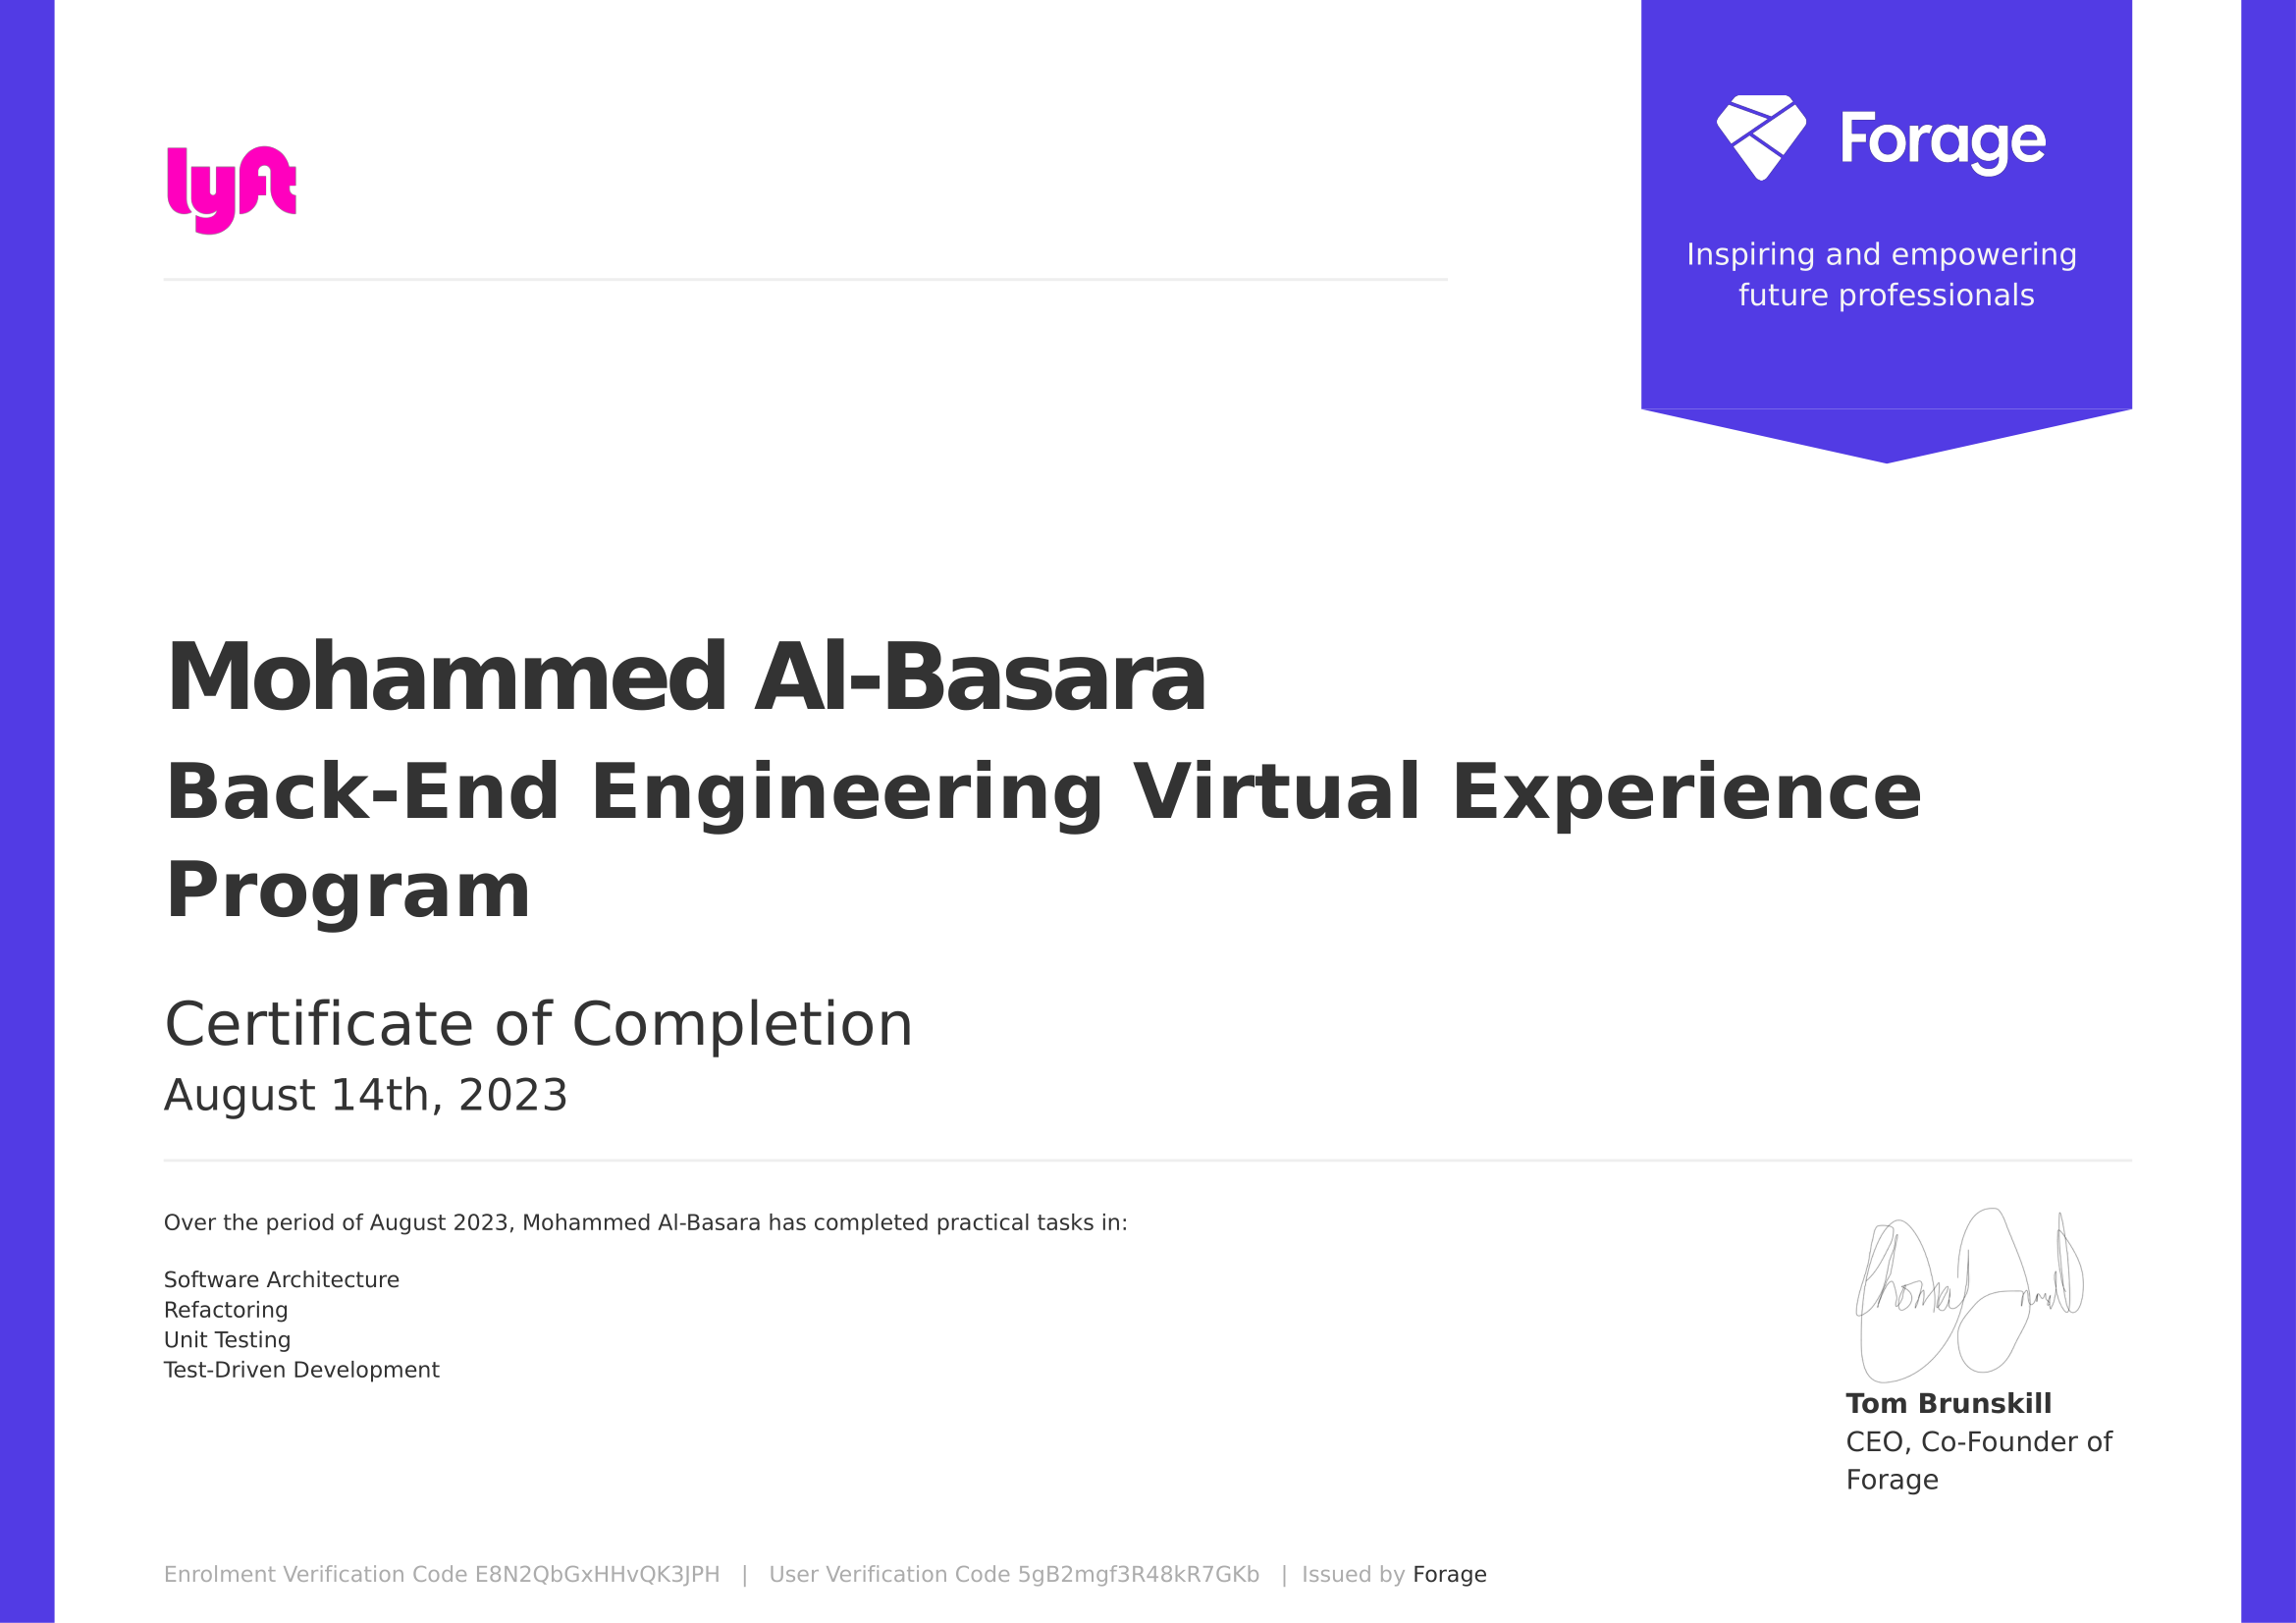 lyft
Forage
Inspiring and empowering
future professionals
Mohammed Al-Basara
Back-End Engineering Virtual Experience
Program
Certificate of Completion
August 14th, 2023
Over the period of August 2023, Mohammed Al-Basara has completed practical tasks in:
Software Architecture
Refactoring
Unit Testing
Test-Driven Development
Tom Brunskill
CEO, Co-Founder of
Forage
Enrolment Verification Code E8N2QbGxHHvQK3JPH | User Verification Code 5gB2mgf3R48kR7GKb | Issued by Forage